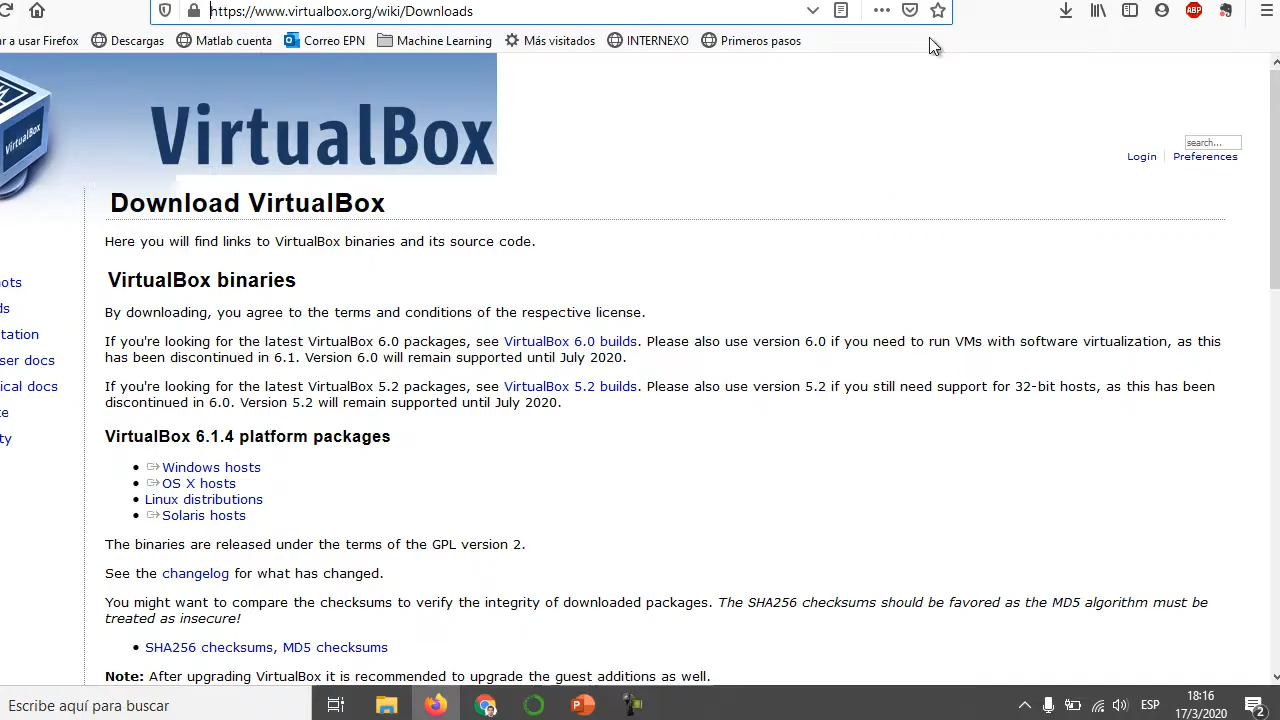 https://www.virtualbox.org/wiki/Downloads
ABP
ar a usar Firefox Descargas Matlab cuenta Correo EPN Machine Learning Más visitados INTERNEXO Primeros pasos
VirtualBox
VirtualBox
search...
Login Preferences
Download VirtualBox
Here you will find links to VirtualBox binaries and its source code.
VirtualBox binaries
ots
By downloading, you agree to the terms and conditions of the respective license.
ds
If you're looking for the latest VirtualBox 6.0 packages, see VirtualBox 6.0 builds. Please also use version 6.0 if you need to run VMs with software virtualization, as this
tation
has been discontinued in 6.1. Version 6.0 will remain supported until July 2020.
ser docs
If you're looking for the latest VirtualBox 5.2 packages, see VirtualBox 5.2 builds. Please also use version 5.2 if you still need support for 32-bit hosts, as this has been
ical docs
discontinued in 6.0. Version 5.2 will remain supported until July 2020.
te
VirtualBox 6.1.4 platform packages
ty
Windows hosts
OS X hosts
Linux distributions
Solaris hosts
The binaries are released under the terms of the GPL version 2.
See the changelog for what has changed.
You might want to compare the checksums to verify the integrity of downloaded packages. The SHA256 checksums should be favored as the MD5 algorithm must be
treated as insecure!
SHA256 checksums, MD5 checksums
Note: After upgrading VirtualBox it is recommended to upgrade the guest additions as well.
Escribe aquí para buscar
ESP
18:16
17/3/2020
2